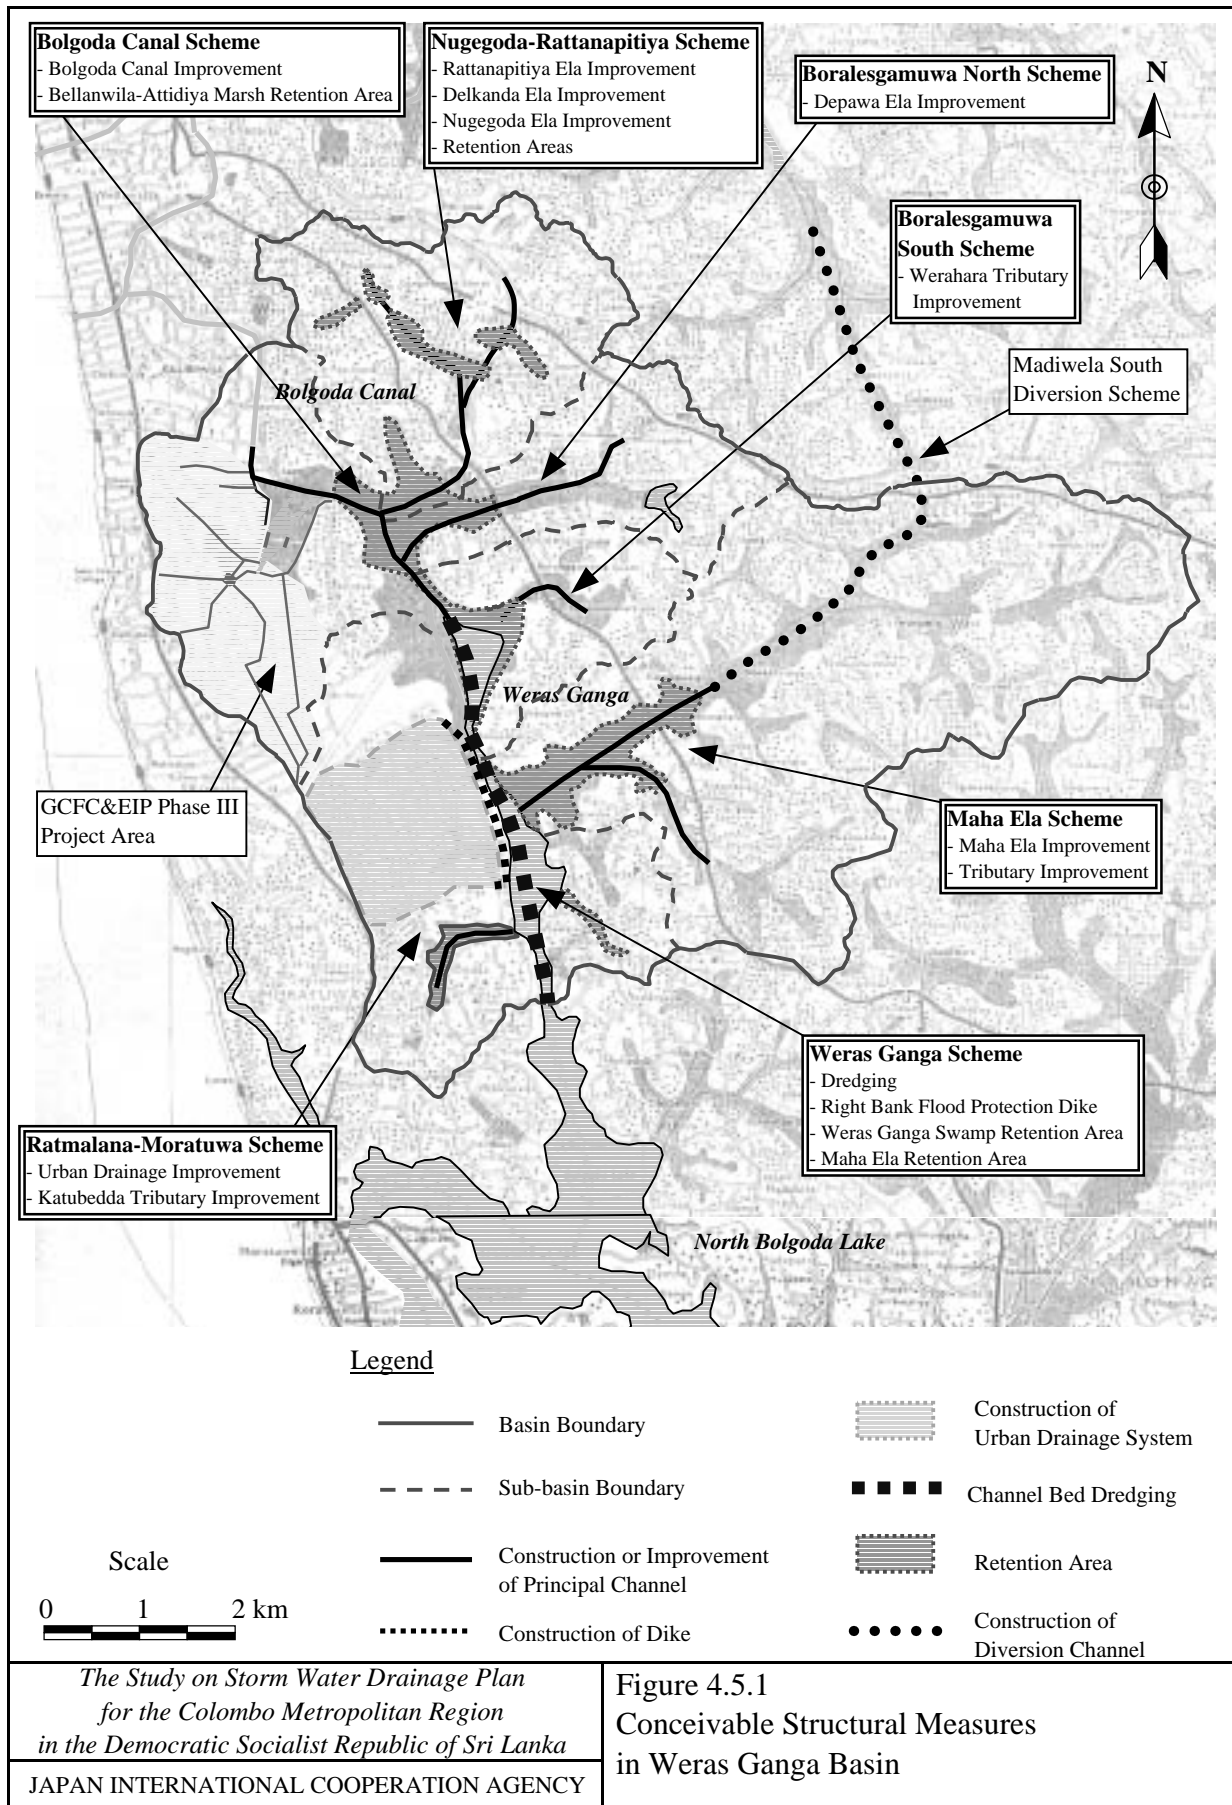 Bolgoda Canal Scheme
- Bolgoda Canal Improvement
- Bellanwila-Attidiya Marsh Retention Area
Nugegoda-Rattanapitiya Scheme
- Rattanapitiya Ela Improvement
- Delkanda Ela Improvement
- Nugegoda Ela Improvement
- Retention Areas
Boralesgamuwa North Scheme
- Depawa Ela Improvement
N
Boralesgamuwa
South Scheme
- Werahara Tributary
Improvement
Madiwela South
Diversion Scheme
Bolgoda Canal
Weras Ganga
GCFC&EIP Phase III
Project Area
Maha Ela Scheme
- Maha Ela Improvement
- Tributary Improvement
Weras Ganga Scheme
- Dredging
- Right Bank Flood Protection Dike
- Weras Ganga Swamp Retention Area
- Maha Ela Retention Area
Ratmalana-Moratuwa Scheme
- Urban Drainage Improvement
- Katubedda Tributary Improvement
North Bolgoda Lake
Legend
Basin Boundary
Sub-basin Boundary
Construction or Improvement
of Principal Channel
Construction of Dike
Construction of
Urban Drainage System
Channel Bed Dredging
Retention Area
Construction of
Diversion Channel
Scale
0 1 2 km
The Study on Storm Water Drainage Plan
for the Colombo Metropolitan Region
in the Democratic Socialist Republic of Sri Lanka
JAPAN INTERNATIONAL COOPERATION AGENCY
Figure 4.5.1
Conceivable Structural Measures
in Weras Ganga Basin